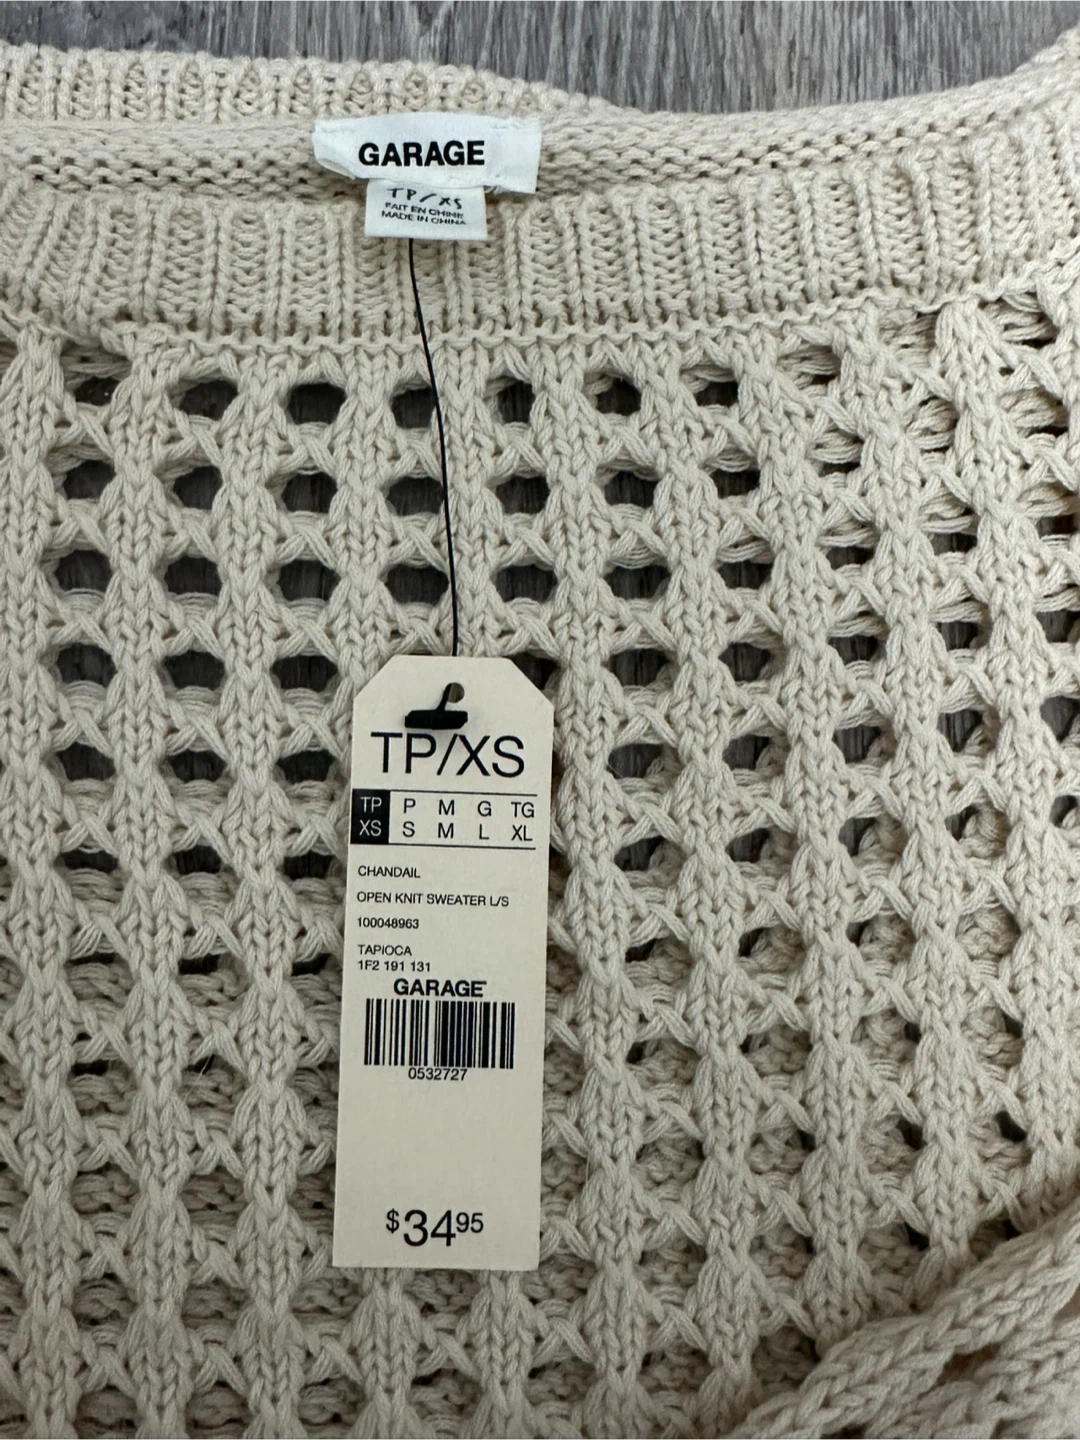 GARAGE
TP/XS
FAIT EN CHINE
MADE IN CHINA
TP/XS
TP P M G TG
XS S M L XL
CHANDAIL
OPEN KNIT SWEATER L/S
100048963
TAPIOCA
1F2 191 131
GARAGE
0532727
$34.95